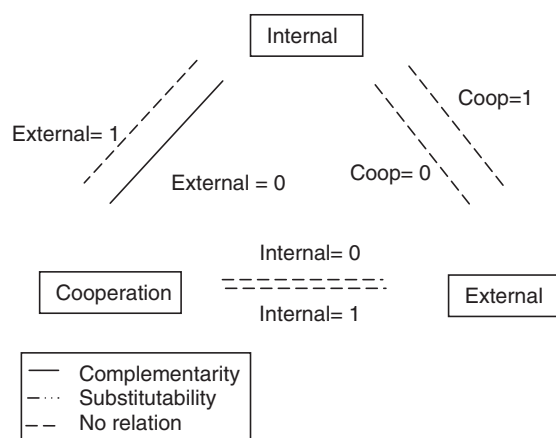 Internal
Coop=1
External= 1
External = 0
Coop= 0
Internal= 0
Cooperation
External
Internal= 1
Complementarity
Substitutability
No relation